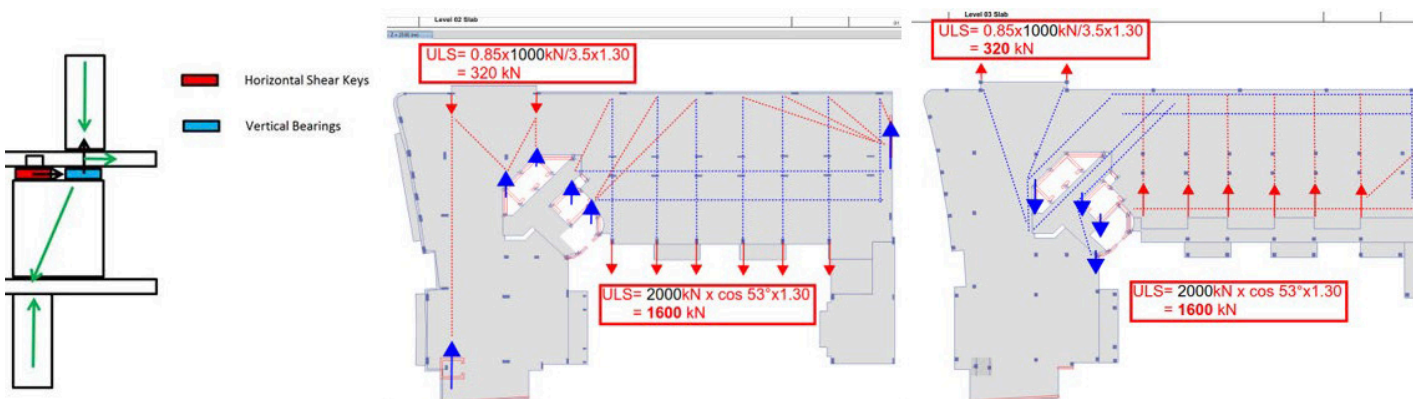 Horizontal Shear Keys
Vertical Bearings
Level 02 Slab
ULS= 0.85x1000kN/3.5x1.30
= 320 kN
ULS= 2000kN x cos 53°x1.30
= 1600 kN
Level 03 Slab
ULS= 0.85x1000kN/3.5x1.30
= 320 kN
ULS= 2000kN x cos 53°x1.30
= 1600 kN